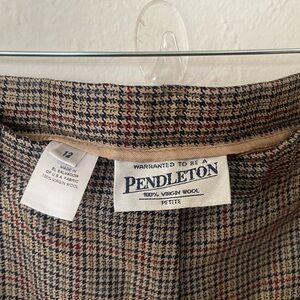 12
MADE IN
EL SALVADOR
OF U.S.A. FABRIC
100% VIRGIN WOOL
WARRANTED TO BE A
PENDLETON
100% VIRGIN WOOL
PETITE